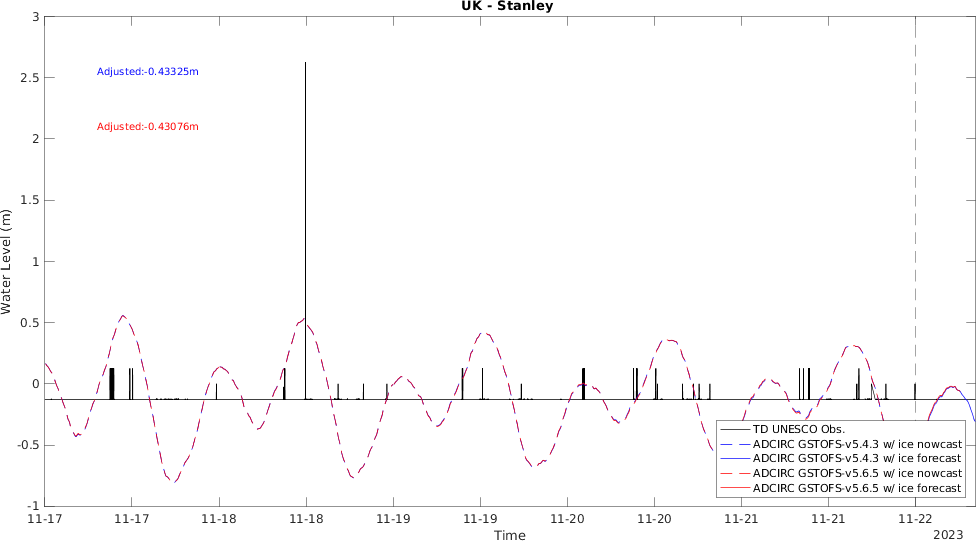 UK - Stanley
3
2.5
2
1.5
1
0.5
0
-0.5
-1
Water Level (m)
Adjusted:-0.43325m
Adjusted:-0.43076m
TD UNESCO Obs.
ADCIRC GSTOFS-v5.4.3 w/ ice nowcast
ADCIRC GSTOFS-v5.4.3 w/ ice forecast
ADCIRC GSTOFS-v5.6.5 w/ ice nowcast
ADCIRC GSTOFS-v5.6.5 w/ ice forecast
11-17 11-17 11-18 11-18 11-19 11-19 11-20 11-20 11-21 11-21 11-22
Time
2023